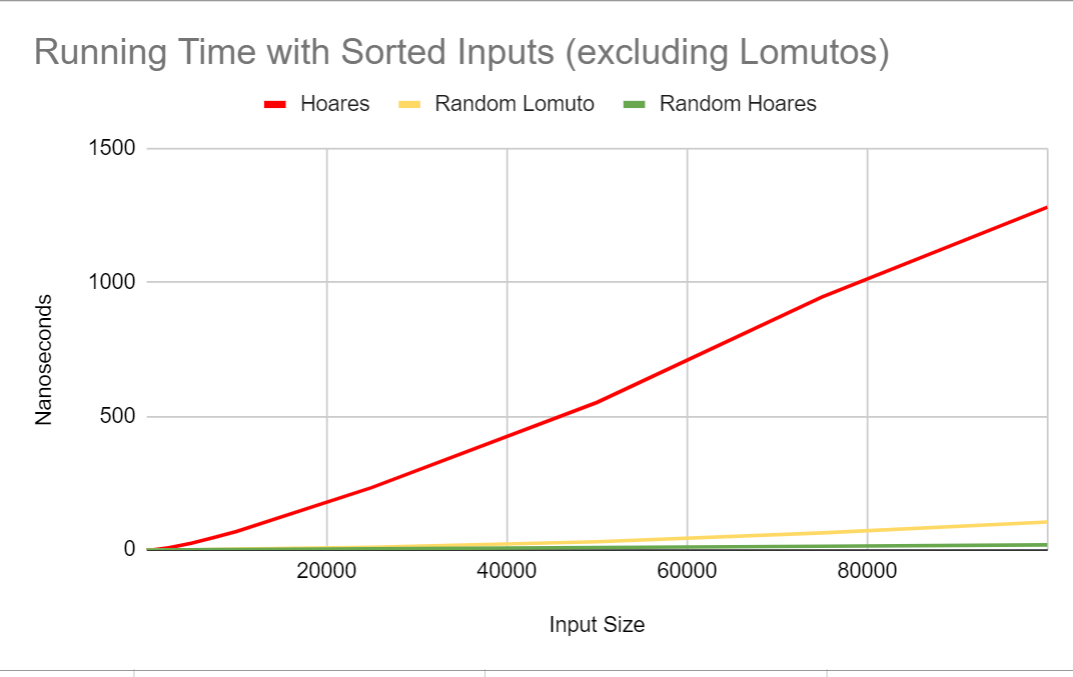 Running Time with Sorted Inputs (excluding Lomutos)
Hoares Random Lomuto Random Hoares
1500
1000
500
0
Nanoseconds
20000 40000 60000 80000
Input Size